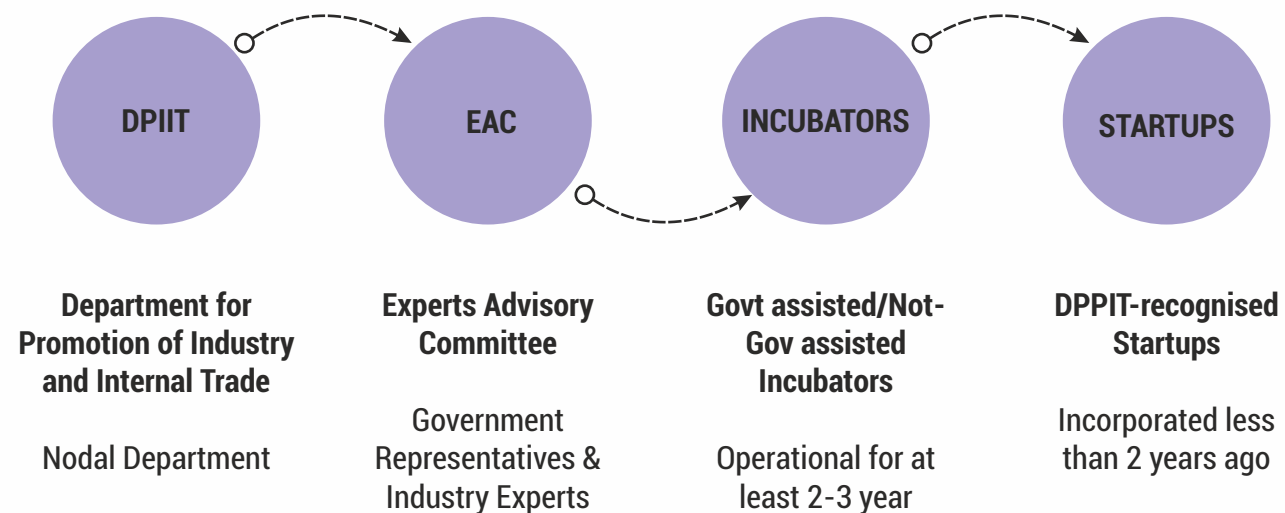 DPIIT
EAC
INCUBATORS
STARTUPS
Department for
Promotion of Industry
and Internal Trade
Nodal Department
Experts Advisory
Committee
Government
Representatives &
Industry Experts
Govt assisted/Not-
Gov assisted
Incubators
Operational for at
least 2-3 year
DPPIT-recognised
Startups
Incorporated less
than 2 years ago